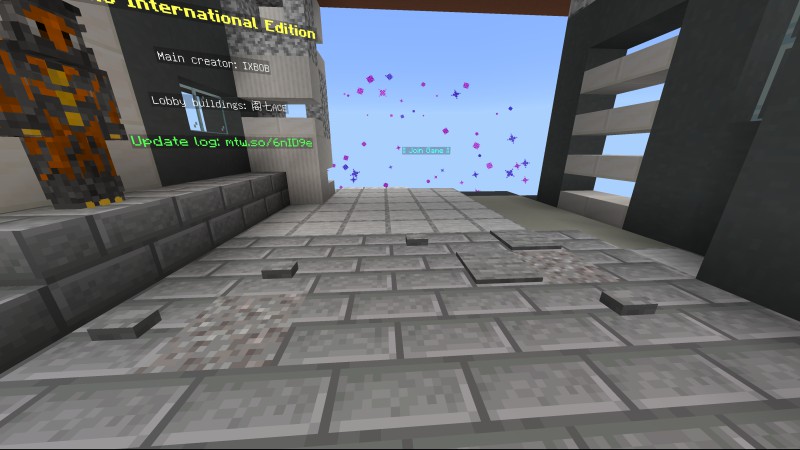 International Edition
Main creator: IXBOB
Lobby buildings: 阁七ACE
Update log: mtw.so/6nID9e
[ Join Game ]